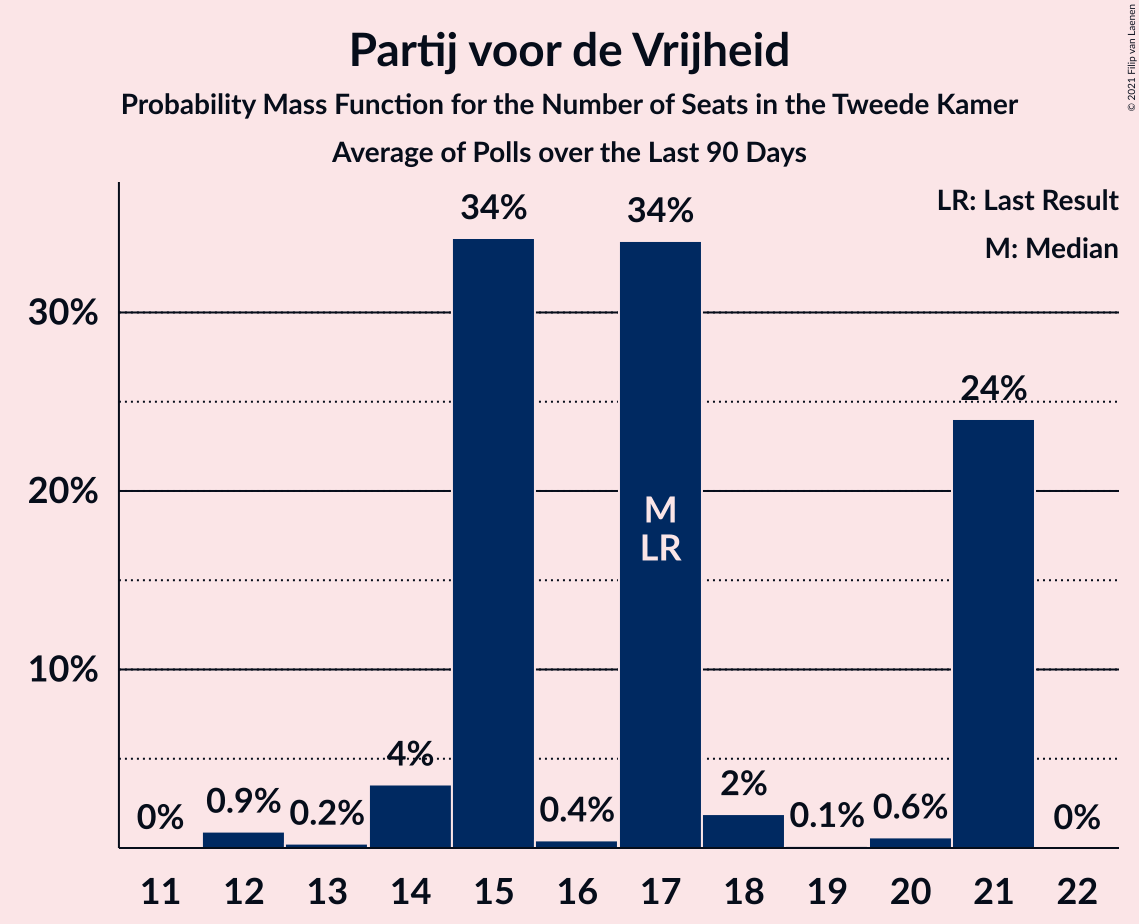 Partij voor de Vrijheid
Probability Mass Function for the Number of Seats in the Tweede Kamer
Average of Polls over the Last 90 Days
© 2021 Filip van Laenen
LR: Last Result
M: Median
34%
34%
30%
24%
20%
M
LR
10%
4%
2%
0%
0.9%
0.2%
0.4%
0.1%
0.6%
0%
11 12 13 14 15 16 17 18 19 20 21 22